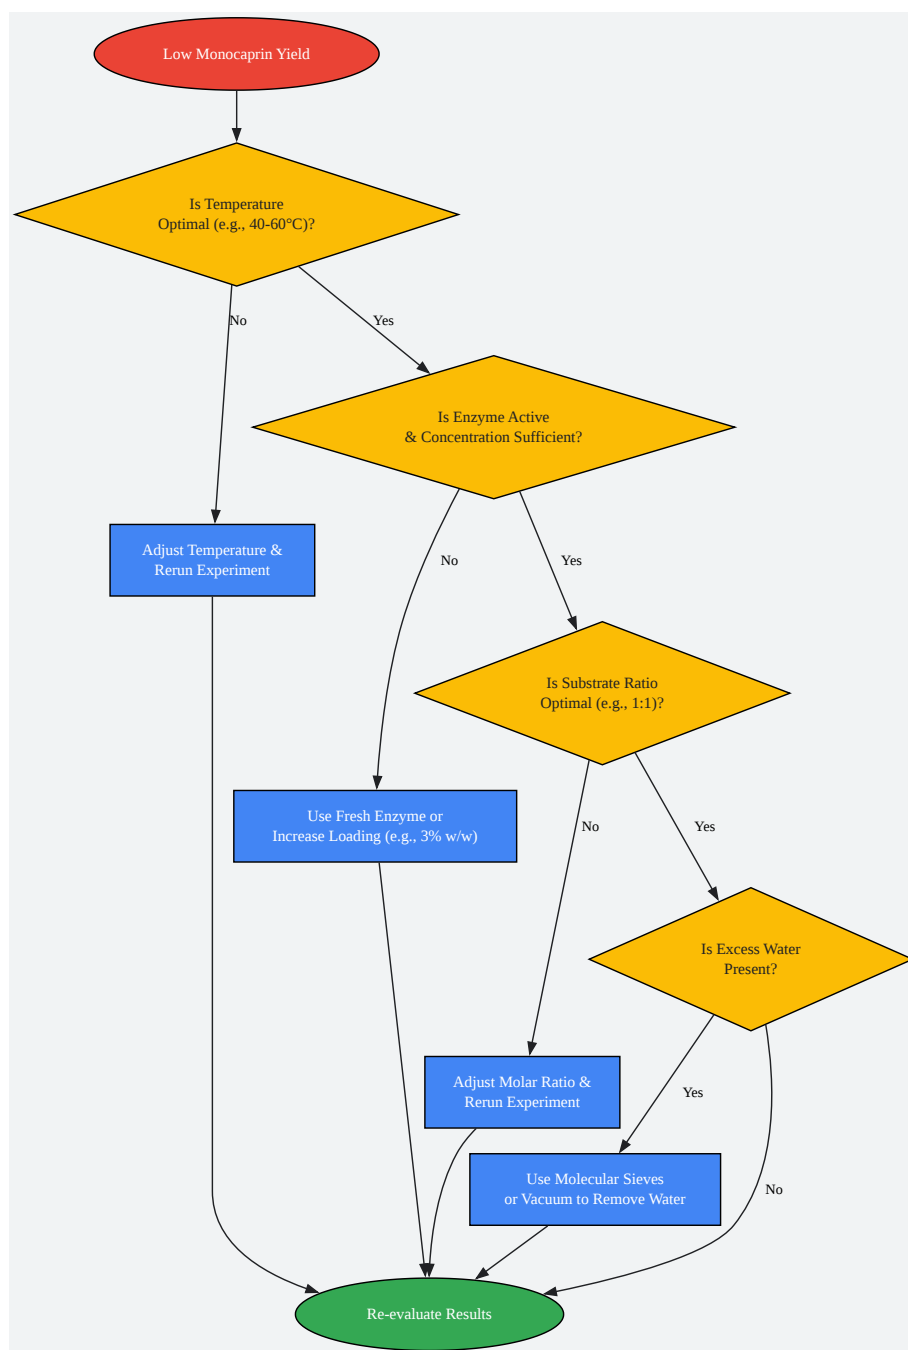 Low Monocaprin Yield
Is Temperature
Optimal (e.g., 40-60°C)?
No
Yes
Is Enzyme Active
& Concentration Sufficient?
Adjust Temperature &
Rerun Experiment
No
Yes
Is Substrate Ratio
Optimal (e.g., 1:1)?
Use Fresh Enzyme or
Increase Loading (e.g., 3% w/w)
No
Yes
Is Excess Water
Present?
Adjust Molar Ratio &
Rerun Experiment
Yes
Use Molecular Sieves
or Vacuum to Remove Water
No
Re-evaluate Results